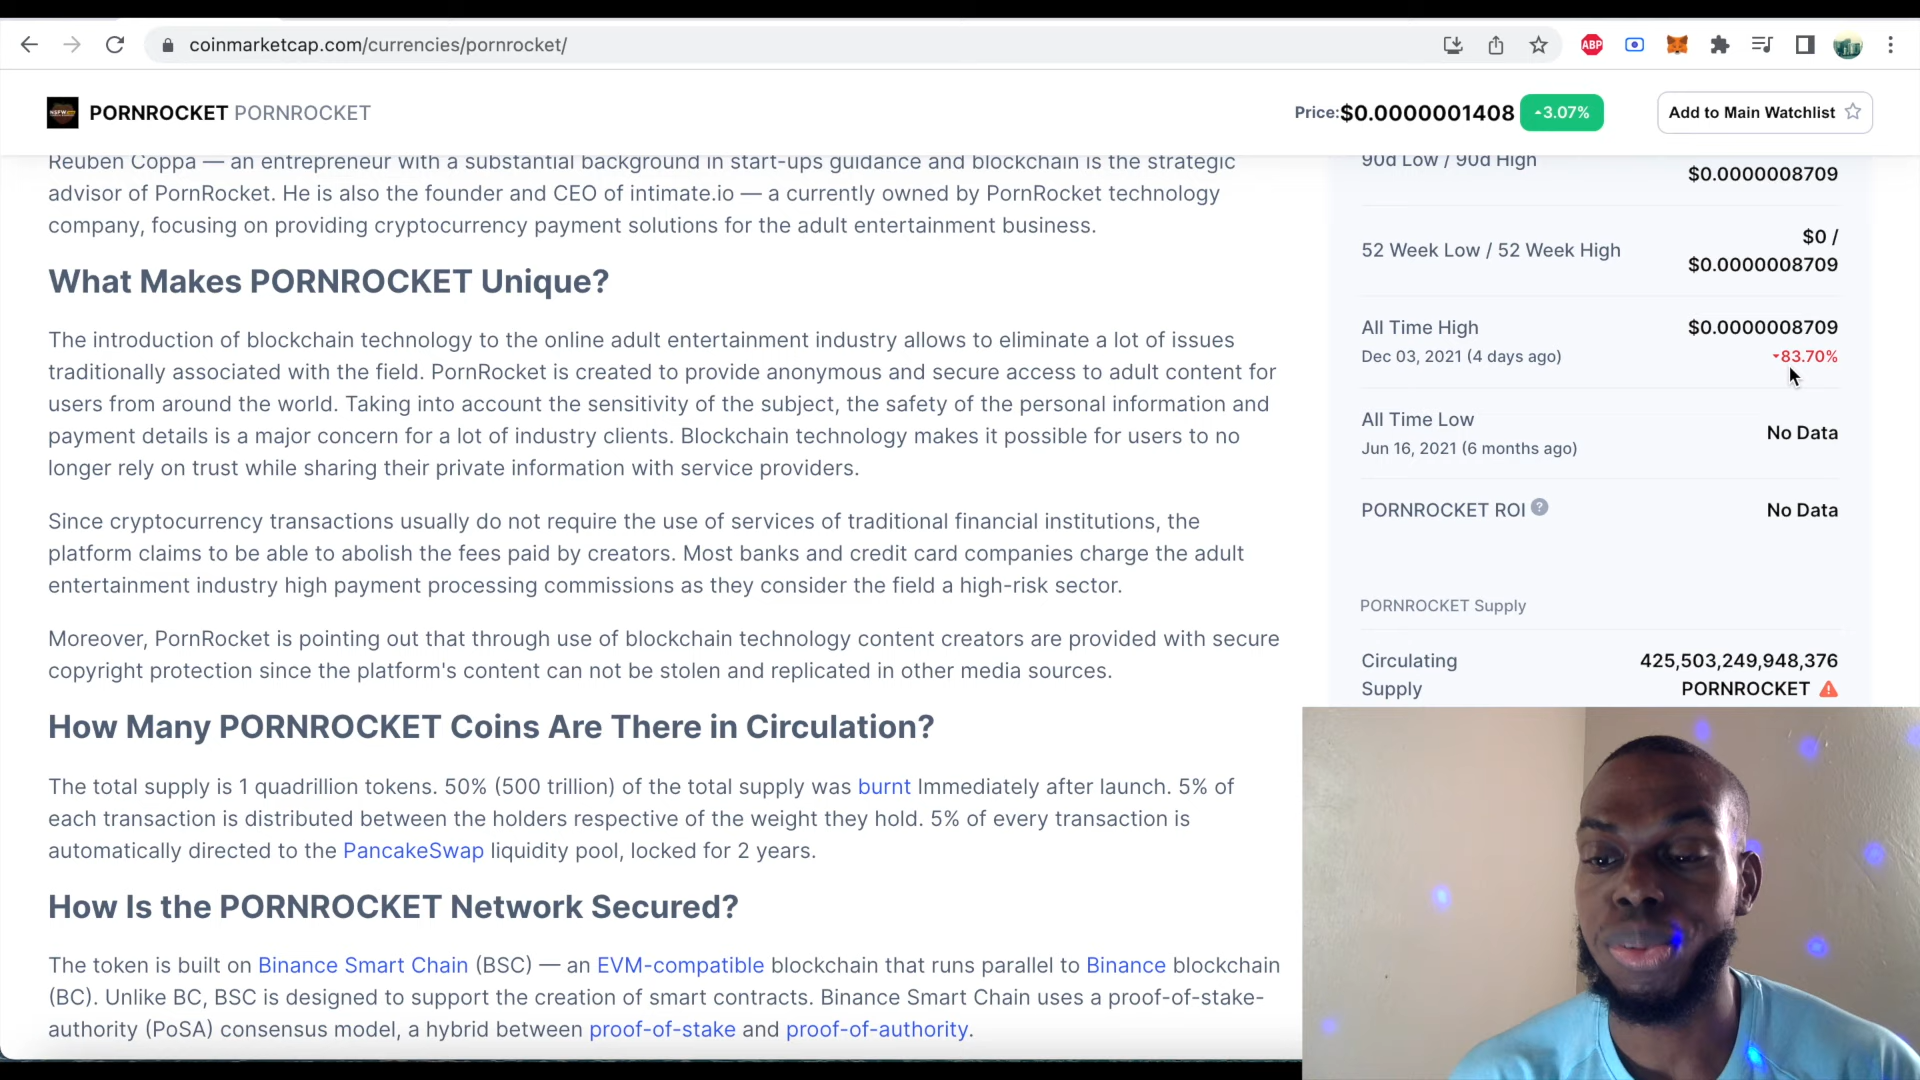 coinmarketcap.com/currencies/pornrocket/
ABP
PORNROCKET PORNROCKET
Price:$0.0000001408 3.07%
Add to Main Watchlist
Reuben Coppa — an entrepreneur with a substantial background in start-ups guidance and blockchain is the strategic
advisor of PornRocket. He is also the founder and CEO of intimate.io — a currently owned by PornRocket technology
company, focusing on providing cryptocurrency payment solutions for the adult entertainment business.
What Makes PORNROCKET Unique?
The introduction of blockchain technology to the online adult entertainment industry allows to eliminate a lot of issues
traditionally associated with the field. PornRocket is created to provide anonymous and secure access to adult content for
users from around the world. Taking into account the sensitivity of the subject, the safety of the personal information and
payment details is a major concern for a lot of industry clients. Blockchain technology makes it possible for users to no
longer rely on trust while sharing their private information with service providers.
Since cryptocurrency transactions usually do not require the use of services of traditional financial institutions, the
platform claims to be able to abolish the fees paid by creators. Most banks and credit card companies charge the adult
entertainment industry high payment processing commissions as they consider the field a high-risk sector.
Moreover, PornRocket is pointing out that through use of blockchain technology content creators are provided with secure
copyright protection since the platform's content can not be stolen and replicated in other media sources.
How Many PORNROCKET Coins Are There in Circulation?
The total supply is 1 quadrillion tokens. 50% (500 trillion) of the total supply was burnt Immediately after launch. 5% of
each transaction is distributed between the holders respective of the weight they hold. 5% of every transaction is
automatically directed to the PancakeSwap liquidity pool, locked for 2 years.
How Is the PORNROCKET Network Secured?
The token is built on Binance Smart Chain (BSC) — an EVM-compatible blockchain that runs parallel to Binance blockchain
(BC). Unlike BC, BSC is designed to support the creation of smart contracts. Binance Smart Chain uses a proof-of-stake-
authority (PoSA) consensus model, a hybrid between proof-of-stake and proof-of-authority.
90d Low / 90d High
$0.0000008709
52 Week Low / 52 Week High
$0 /
$0.0000008709
All Time High
$0.0000008709
Dec 03, 2021 (4 days ago)
83.70%
All Time Low
Jun 16, 2021 (6 months ago)
No Data
PORNROCKET ROI ?
No Data
PORNROCKET Supply
Circulating
Supply
425,503,249,948,376
PORNROCKET